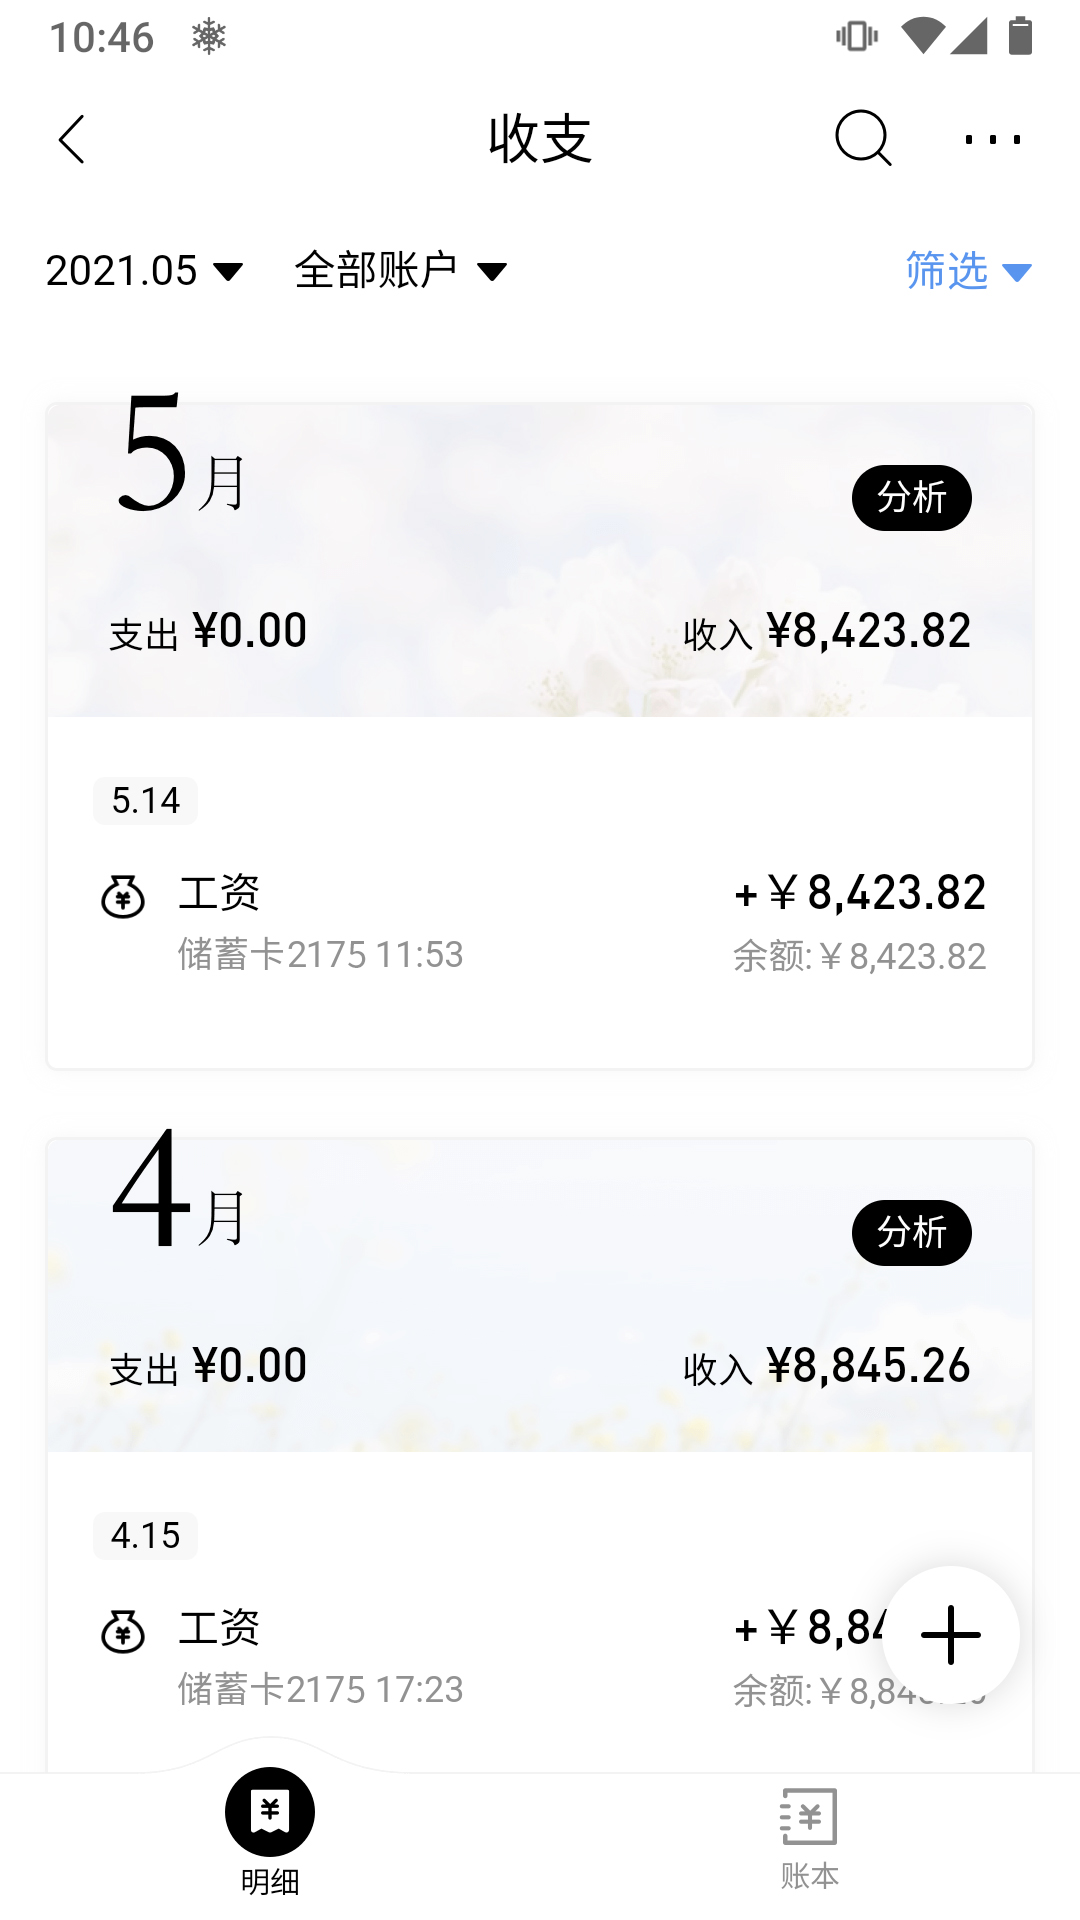 10:46
收支
2021.05 全部账户 筛选
5月
分析
支出 ¥0.00 收入 ¥8,423.82
5.14
工资 +￥8,423.82
储蓄卡2175 11:53 余额:￥8,423.82
4月
分析
支出 ¥0.00 收入 ¥8,845.26
4.15
工资 +￥8,84
储蓄卡2175 17:23 余额:￥8,84
明细 账本